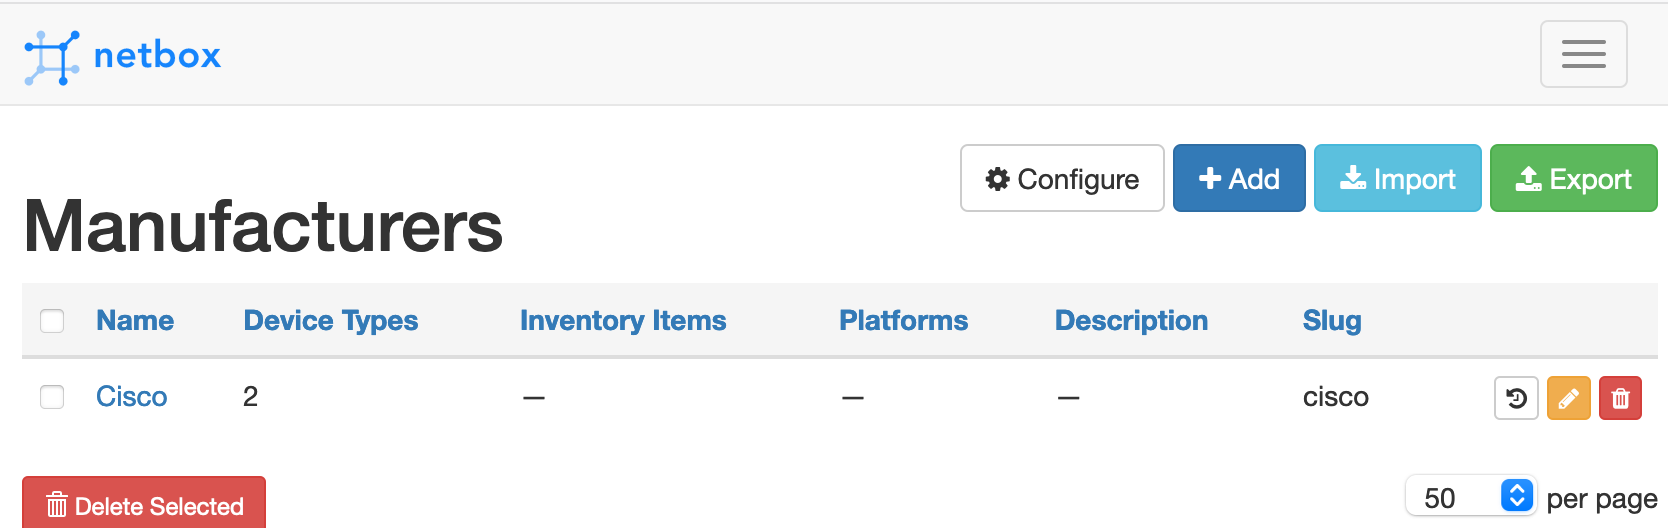 netbox
Configure Add Import Export
Manufacturers
Name Device Types Inventory Items Platforms Description Slug
Cisco 2 — — — cisco
Delete Selected 50 per page